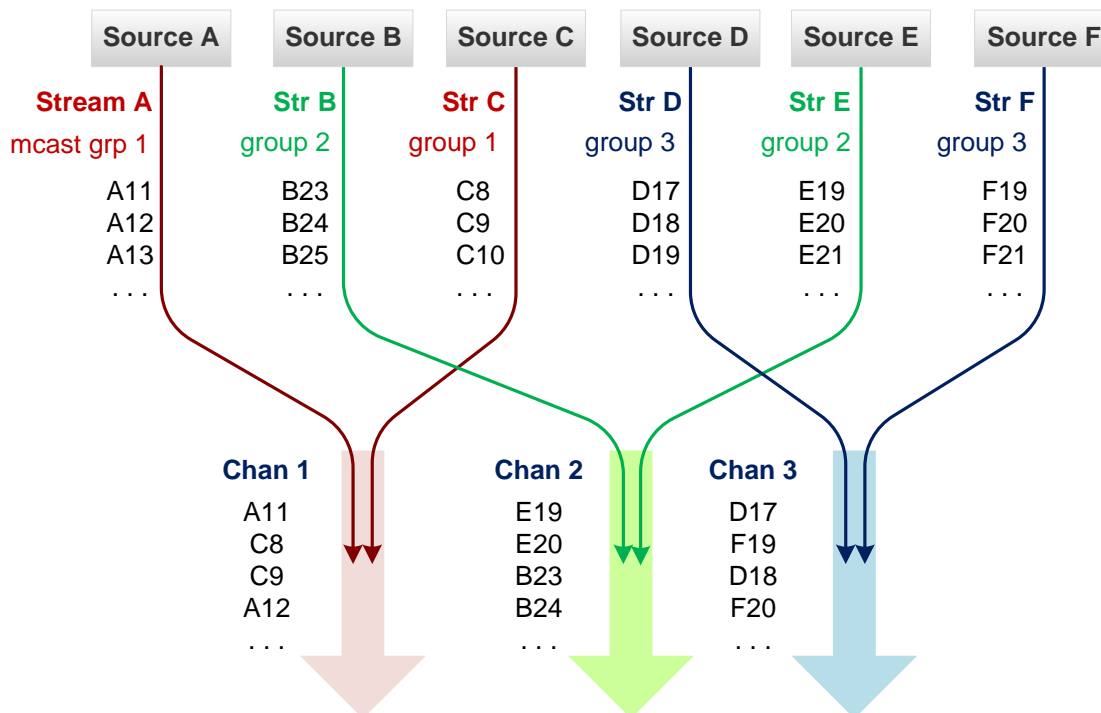 Source A Source B Source C Source D Source E Source F
Stream A Str B Str C Str D Str E Str F
mcast grp 1 group 2 group 1 group 3 group 2 group 3
A11 B23 C8 D17 E19 F19
A12 B24 C9 D18 E20 F20
A13 B25 C10 D19 E21 F21
. . . . . . . . . . . . . . . . . .
Chan 1 Chan 2 Chan 3
A11 E19 D17
C8 E20 F19
C9 B23 D18
A12 B24 F20
. . . . . . . . .